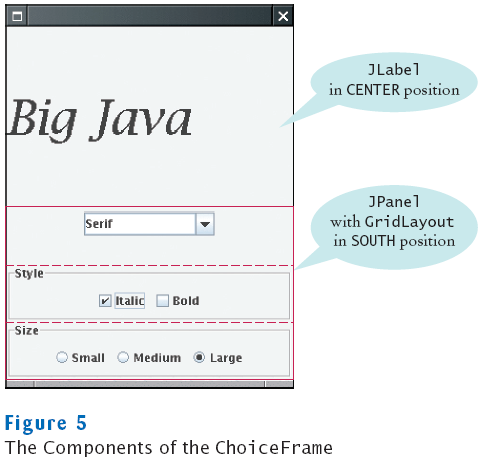 Big Java
JLabel
in CENTER position
Serif
JPanel
with GridLayout
in SOUTH position
Style
Italic Bold
Size
Small Medium Large
Figure 5
The Components of the ChoiceFrame